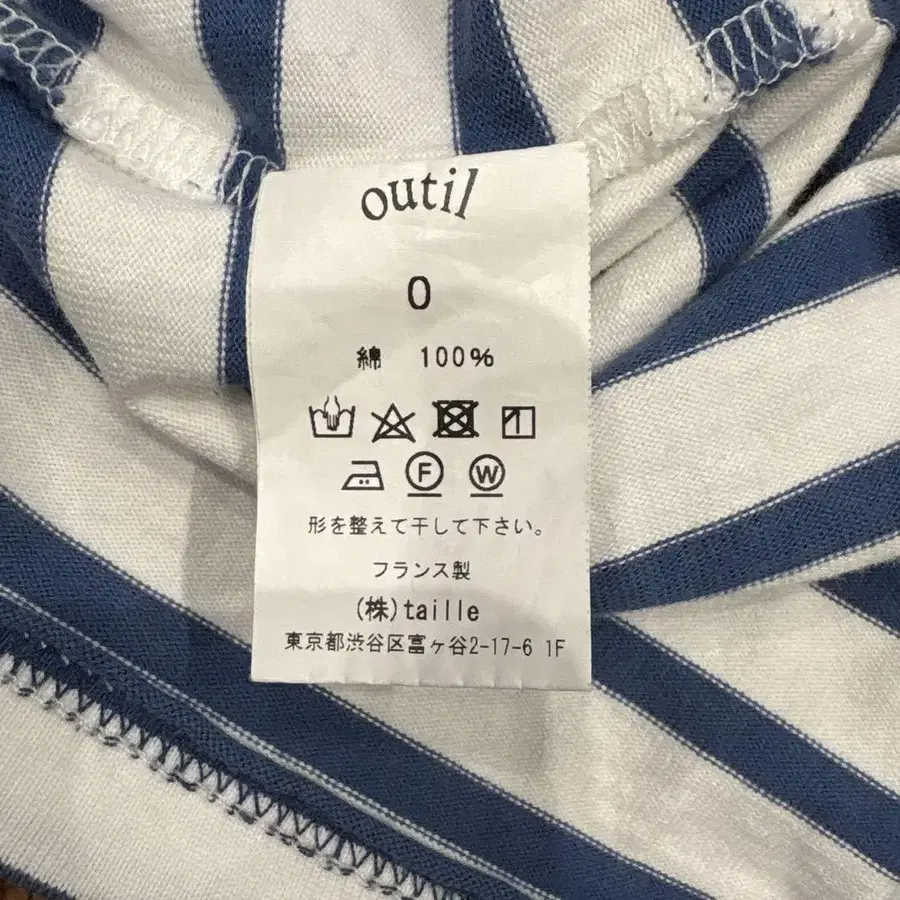 outil
0
綿 100%
F W
形を整えて干して下さい。
フランス製
(株)taille
東京都渋谷区富ヶ谷2-17-6 1F